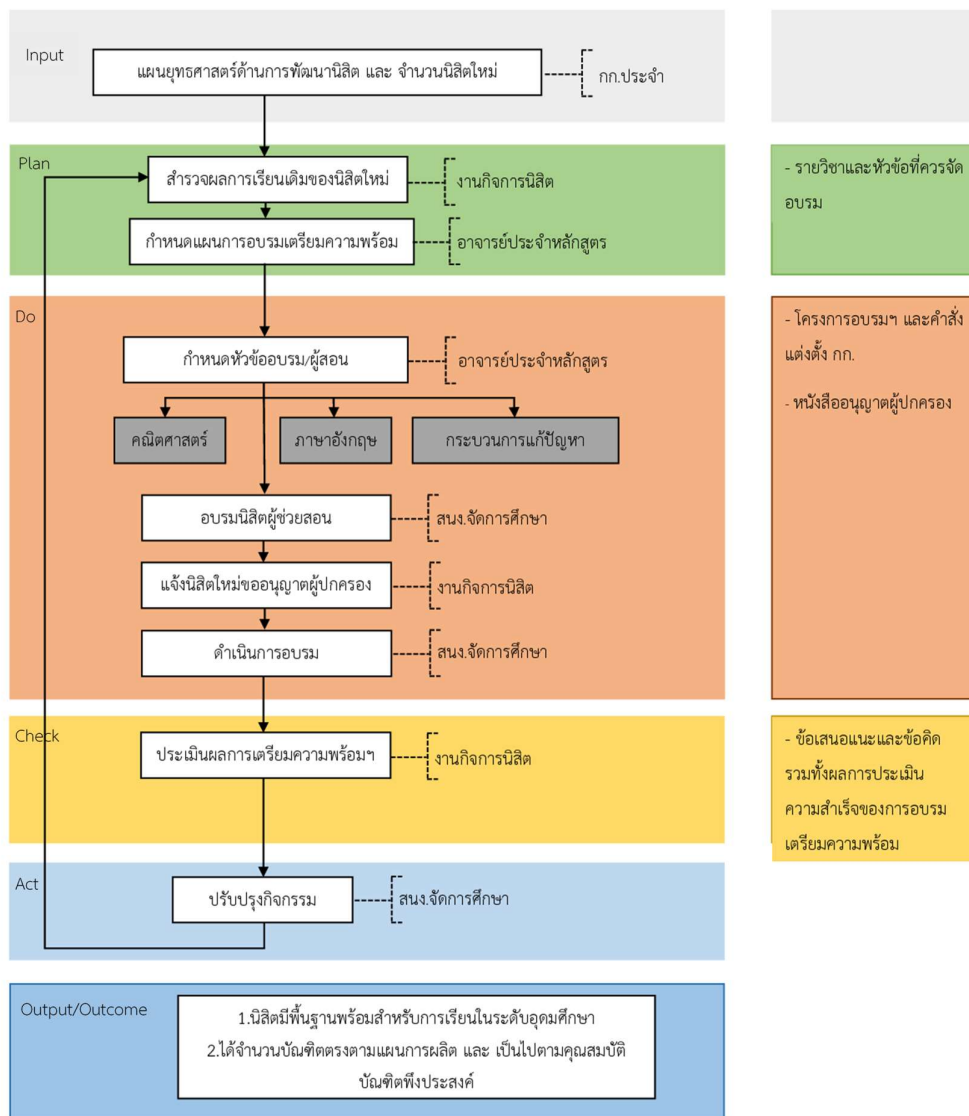 Input
แผนยุทธศาสตร์ด้านการพัฒนานิสิต และ จำนวนนิสิตใหม่
กก.ประจำ
Plan
สำรวจผลการเรียนเดิมของนิสิตใหม่
งานกิจการนิสิต
กำหนดแผนการอบรมเตรียมความพร้อม
อาจารย์ประจำหลักสูตร
- รายวิชาและหัวข้อที่ควรจัด
อบรม
Do
กำหนดหัวข้ออบรม/ผู้สอน
อาจารย์ประจำหลักสูตร
คณิตศาสตร์
ภาษาอังกฤษ
กระบวนการแก้ปัญหา
อบรมนิสิตผู้ช่วยสอน
สนง.จัดการศึกษา
แจ้งนิสิตใหม่ขออนุญาตผู้ปกครอง
งานกิจการนิสิต
ดำเนินการอบรม
สนง.จัดการศึกษา
- โครงการอบรมฯ และคำสั่ง
แต่งตั้ง กก.
- หนังสืออนุญาตผู้ปกครอง
Check
ประเมินผลการเตรียมความพร้อมฯ
งานกิจการนิสิต
- ข้อเสนอแนะและข้อคิด
รวมทั้งผลการประเมิน
ความสำเร็จของการอบรม
เตรียมความพร้อม
Act
ปรับปรุงกิจกรรม
สนง.จัดการศึกษา
Output/Outcome
1.นิสิตมีพื้นฐานพร้อมสำหรับการเรียนในระดับอุดมศึกษา
2.ได้จำนวนบัณฑิตตรงตามแผนการผลิต และ เป็นไปตามคุณสมบัติ
บัณฑิตพึงประสงค์